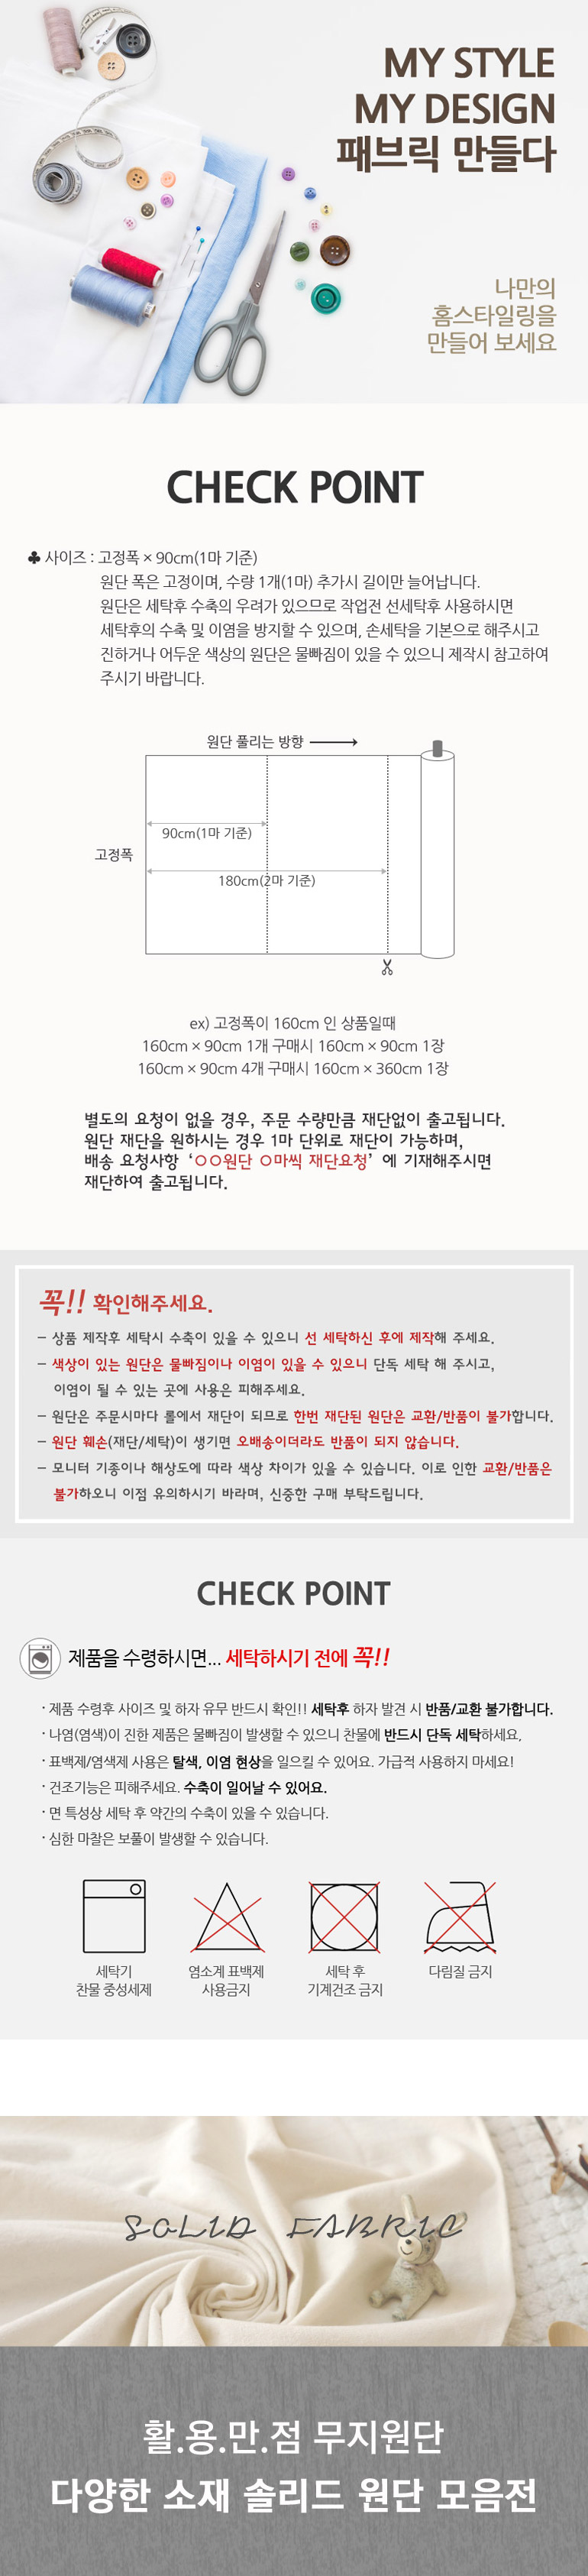 MY STYLE
MY DESIGN
패브릭 만들다
나만의
홈스타일링을
만들어 보세요
CHECK POINT
♣ 사이즈 : 고정폭 × 90cm(1마 기준)
원단 폭은 고정이며, 수량 1개(1마) 추가시 길이만 늘어납니다.
원단은 세탁후 수축의 우려가 있으므로 작업전 선세탁후 사용하시면
세탁후의 수축 및 이염을 방지할 수 있으며, 손세탁을 기본으로 해주시고
진하거나 어두운 색상의 원단은 물빠짐이 있을 수 있으니 제작시 참고하여
주시기 바랍니다.
원단 풀리는 방향
90cm(1마 기준)
고정폭
180cm(2마 기준)
ex) 고정폭이 160cm 인 상품일때
160cm × 90cm 1개 구매시 160cm × 90cm 1장
160cm × 90cm 4개 구매시 160cm × 360cm 1장
별도의 요청이 없을 경우, 주문 수량만큼 재단없이 출고됩니다.
원단 재단을 원하시는 경우 1마 단위로 재단이 가능하며,
배송 요청사항 ‘○○원단 ○마씩 재단요청’ 에 기재해주시면
재단하여 출고됩니다.
꼭!! 확인해주세요.
– 상품 제작후 세탁시 수축이 있을 수 있으니 선 세탁하신 후에 제작해 주세요.
– 색상이 있는 원단은 물빠짐이나 이염이 있을 수 있으니 단독 세탁 해 주시고,
이염이 될 수 있는 곳에 사용은 피해주세요.
– 원단은 주문시마다 롤에서 재단이 되므로 한번 재단된 원단은 교환/반품이 불가합니다.
– 원단 훼손(재단/세탁)이 생기면 오배송이더라도 반품이 되지 않습니다.
– 모니터 기종이나 해상도에 따라 색상 차이가 있을 수 있습니다. 이로 인한 교환/반품은
불가하오니 이점 유의하시기 바라며, 신중한 구매 부탁드립니다.
CHECK POINT
제품을 수령하시면... 세탁하시기 전에 꼭!!
· 제품 수령후 사이즈 및 하자 유무 반드시 확인!! 세탁후 하자 발견 시 반품/교환 불가합니다.
· 나염(염색)이 진한 제품은 물빠짐이 발생할 수 있으니 찬물에 반드시 단독 세탁하세요,
· 표백제/염색제 사용은 탈색, 이염 현상을 일으킬 수 있어요. 가급적 사용하지 마세요!
· 건조기능은 피해주세요. 수축이 일어날 수 있어요.
· 면 특성상 세탁 후 약간의 수축이 있을 수 있습니다.
· 심한 마찰은 보풀이 발생할 수 있습니다.
세탁기
찬물 중성세제
염소계 표백제
사용금지
세탁 후
기계건조 금지
다림질 금지
SOLID FABRIC
활.용.만.점 무지원단
다양한 소재 솔리드 원단 모음전